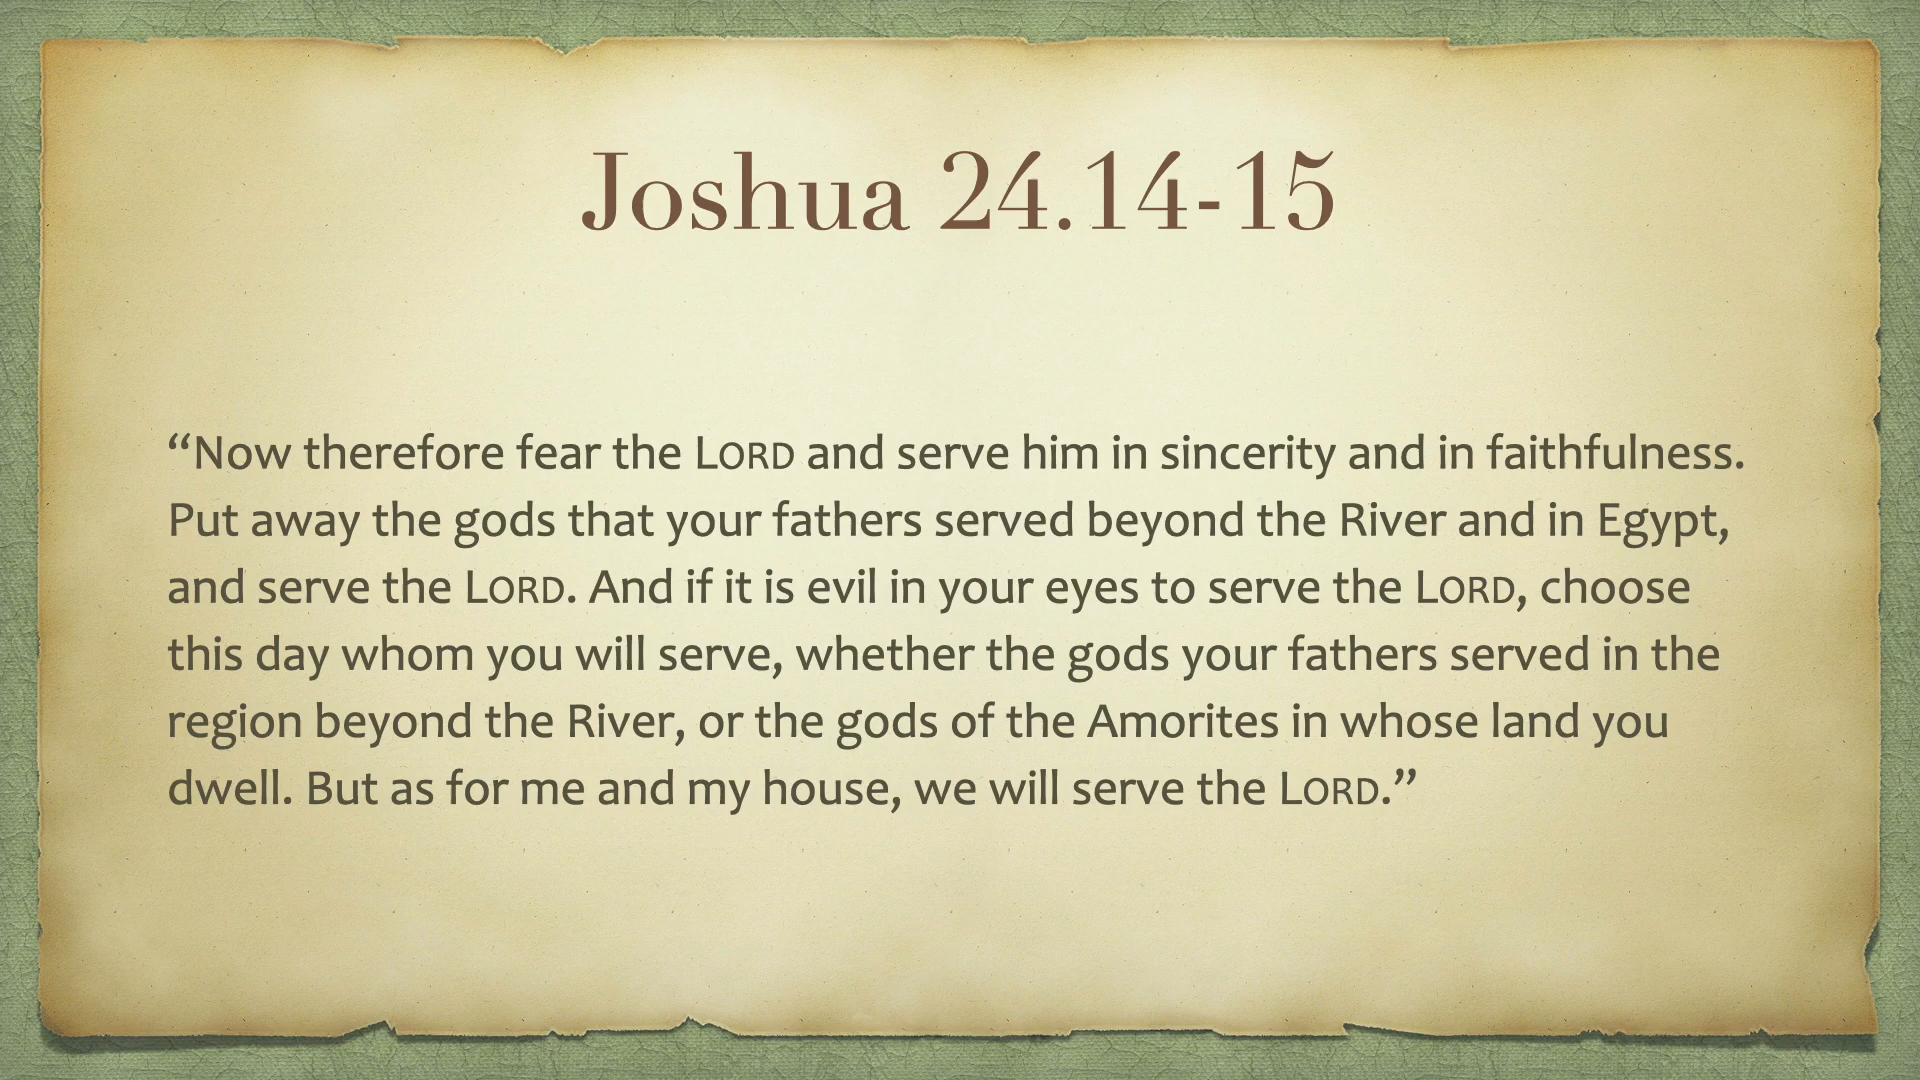 Joshua 24.14-15
“Now therefore fear the LORD and serve him in sincerity and in faithfulness.
Put away the gods that your fathers served beyond the River and in Egypt,
and serve the LORD. And if it is evil in your eyes to serve the LORD, choose
this day whom you will serve, whether the gods your fathers served in the
region beyond the River, or the gods of the Amorites in whose land you
dwell. But as for me and my house, we will serve the LORD.”